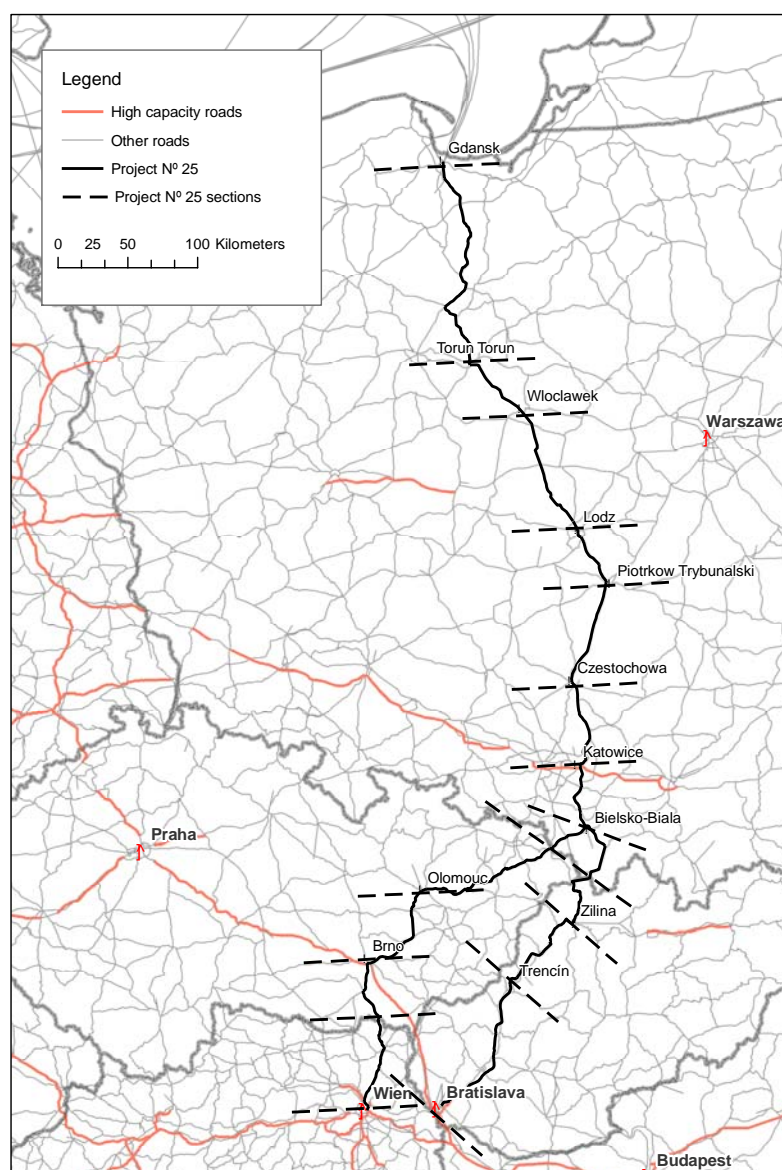 Legend
High capacity roads
Other roads
Project Nº 25
Project Nº 25 sections
0 25 50 100 Kilometers
Gdansk
Torun Torun
Wloclawek
Warszawa
Lodz
Piotrkow Trybunalski
Czestochowa
Katowice
Bielsko-Biala
Praha
Olomouc
Zilina
Brno
Trencín
Wien
Bratislava
Budapest